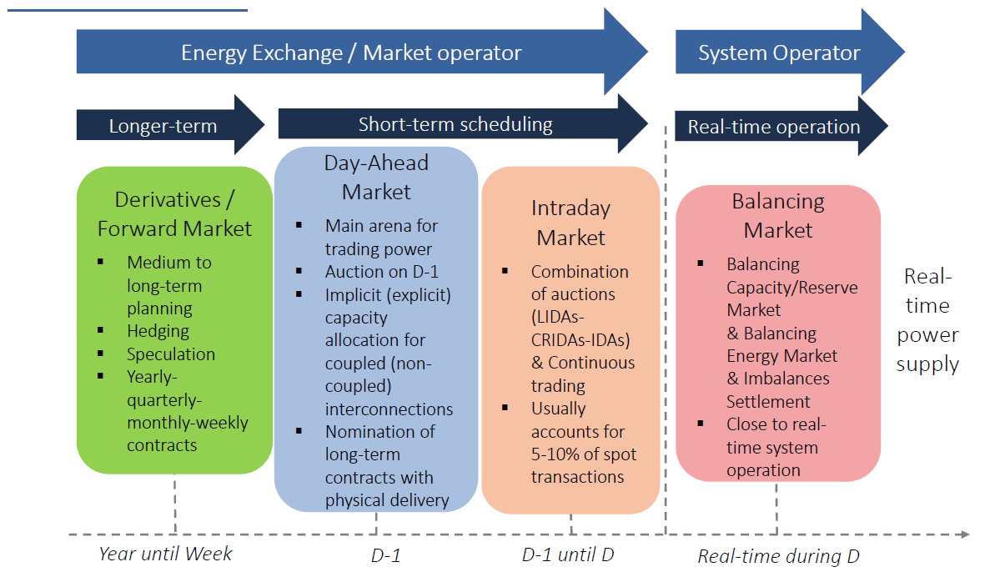 Energy Exchange / Market operator
System Operator
Longer-term
Short-term scheduling
Real-time operation
Derivatives /
Forward Market
▪ Medium to
long-term
planning
▪ Hedging
▪ Speculation
▪ Yearly-
quarterly-
monthly-weekly
contracts
Day-Ahead
Market
▪ Main arena for
trading power
▪ Auction on D-1
▪ Implicit (explicit)
capacity
allocation for
coupled (non-
coupled)
interconnections
▪ Nomination of
long-term
contracts with
physical delivery
Intraday
Market
▪ Combination
of auctions
(LIDAs-
CRIDAs-IDAs)
& Continuous
trading
▪ Usually
accounts for
5-10% of spot
transactions
Balancing
Market
▪ Balancing
Capacity/Reserve
Market
& Balancing
Energy Market
& Imbalances
Settlement
▪ Close to real-
time system
operation
Real-
time
power
supply
Year until Week
D-1
D-1 until D
Real-time during D